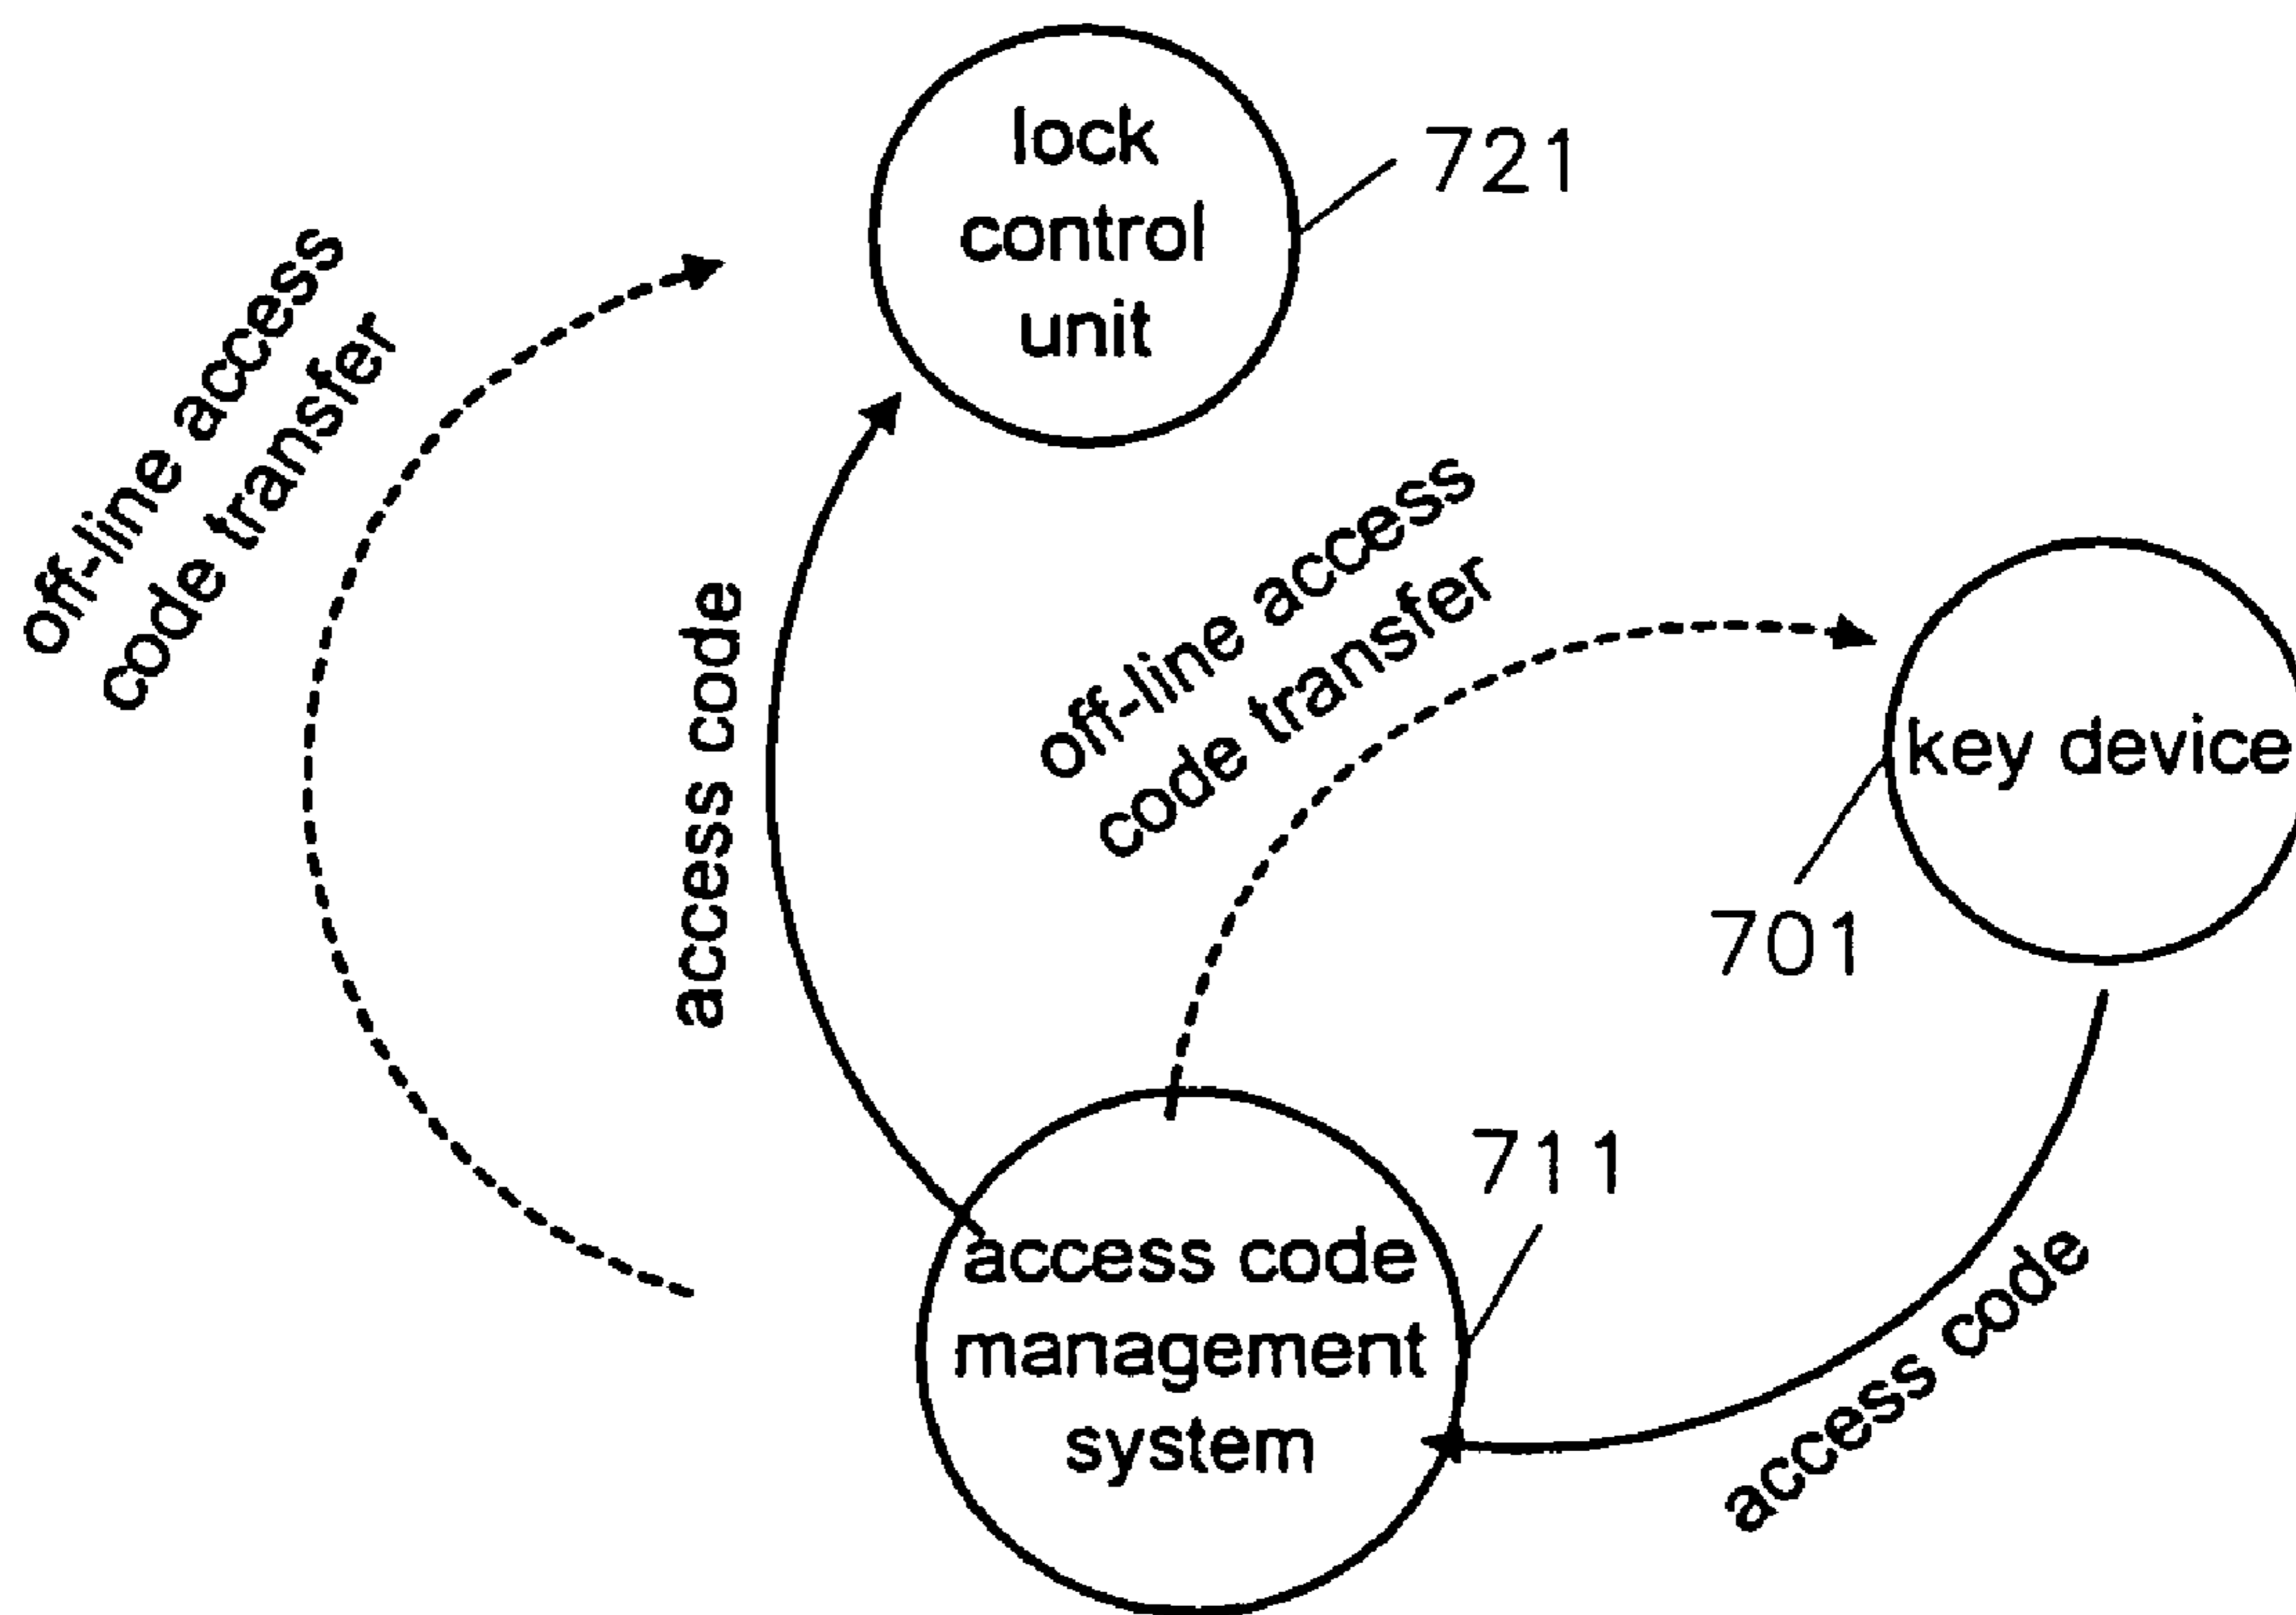 lock
control
unit
721
off-line access
code transfer
access code
off-line access
code transfer
key device
701
711
access code
management
system
access code